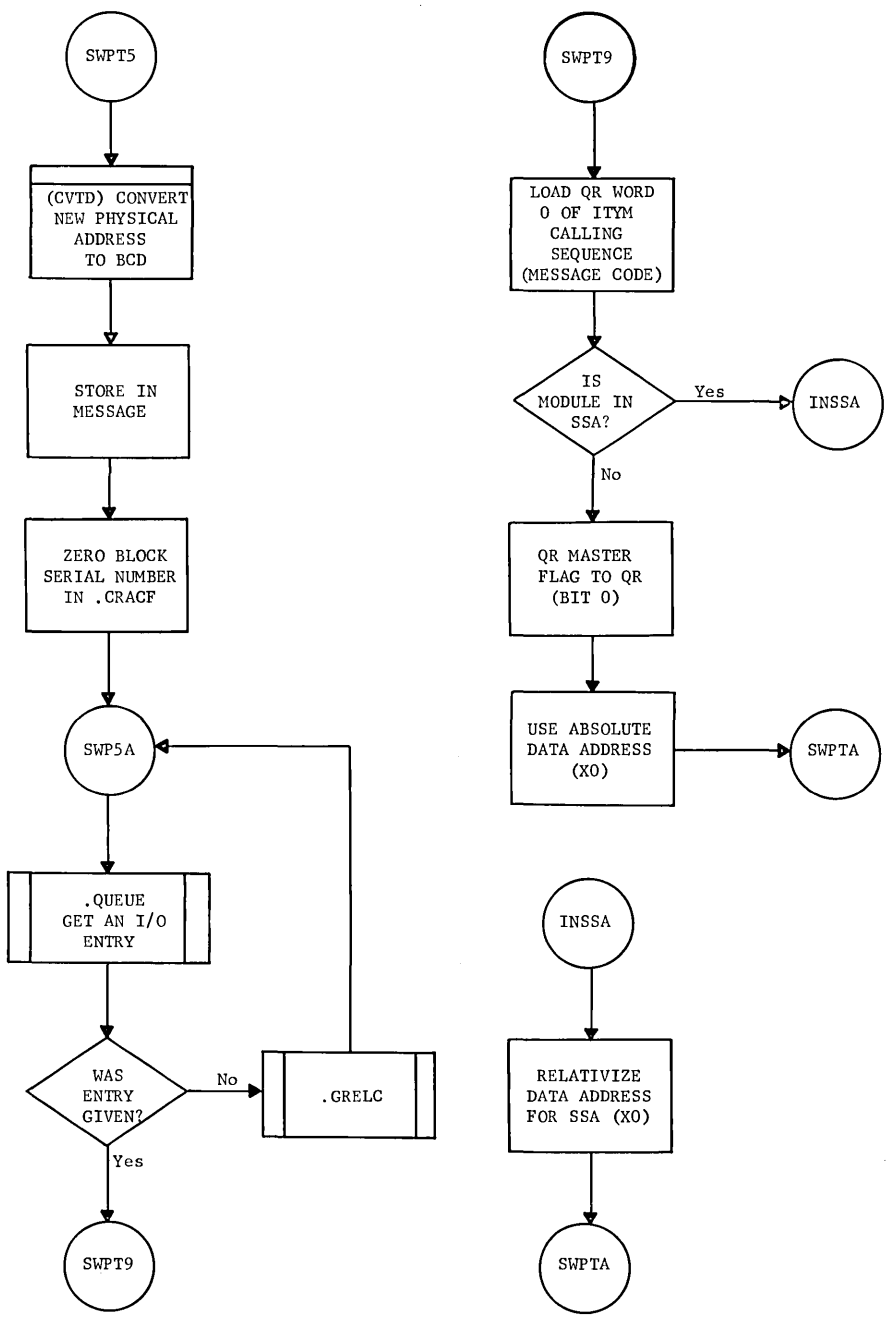 SWPT5
(CVTD) CONVERT
NEW PHYSICAL
ADDRESS
TO BCD
STORE IN
MESSAGE
ZERO BLOCK
SERIAL NUMBER
IN .CRACF
SWP5A
.QUEUE
GET AN I/O
ENTRY
WAS
ENTRY
GIVEN?
No
.GRELC
Yes
SWPT9
SWPT9
LOAD QR WORD
0 OF ITYM
CALLING
SEQUENCE
(MESSAGE CODE)
IS
MODULE IN
SSA?
Yes
INSSA
No
QR MASTER
FLAG TO QR
(BIT 0)
USE ABSOLUTE
DATA ADDRESS
(X0)
SWPTA
INSSA
RELATIVIZE
DATA ADDRESS
FOR SSA (X0)
SWPTA